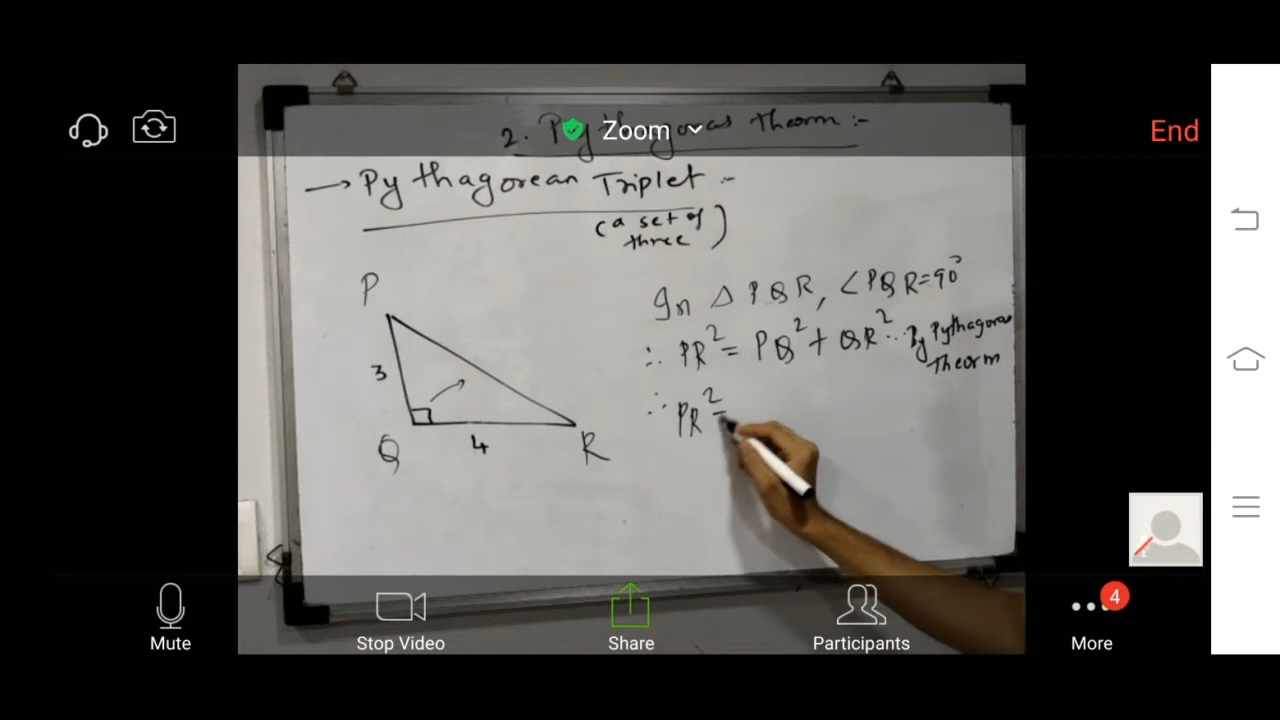 2. Pythagoras Theorm :-
Zoom
End
→ Pythagorean Triplet :-
(a set of
three)
P
In △ PQR, ∠PQR=90°
∴ PR²= PQ²+ QR² ... By Pythagoras
Theorm
3
∴ PR²=
Q
4
R
4
Mute
Stop Video
Share
Participants
More